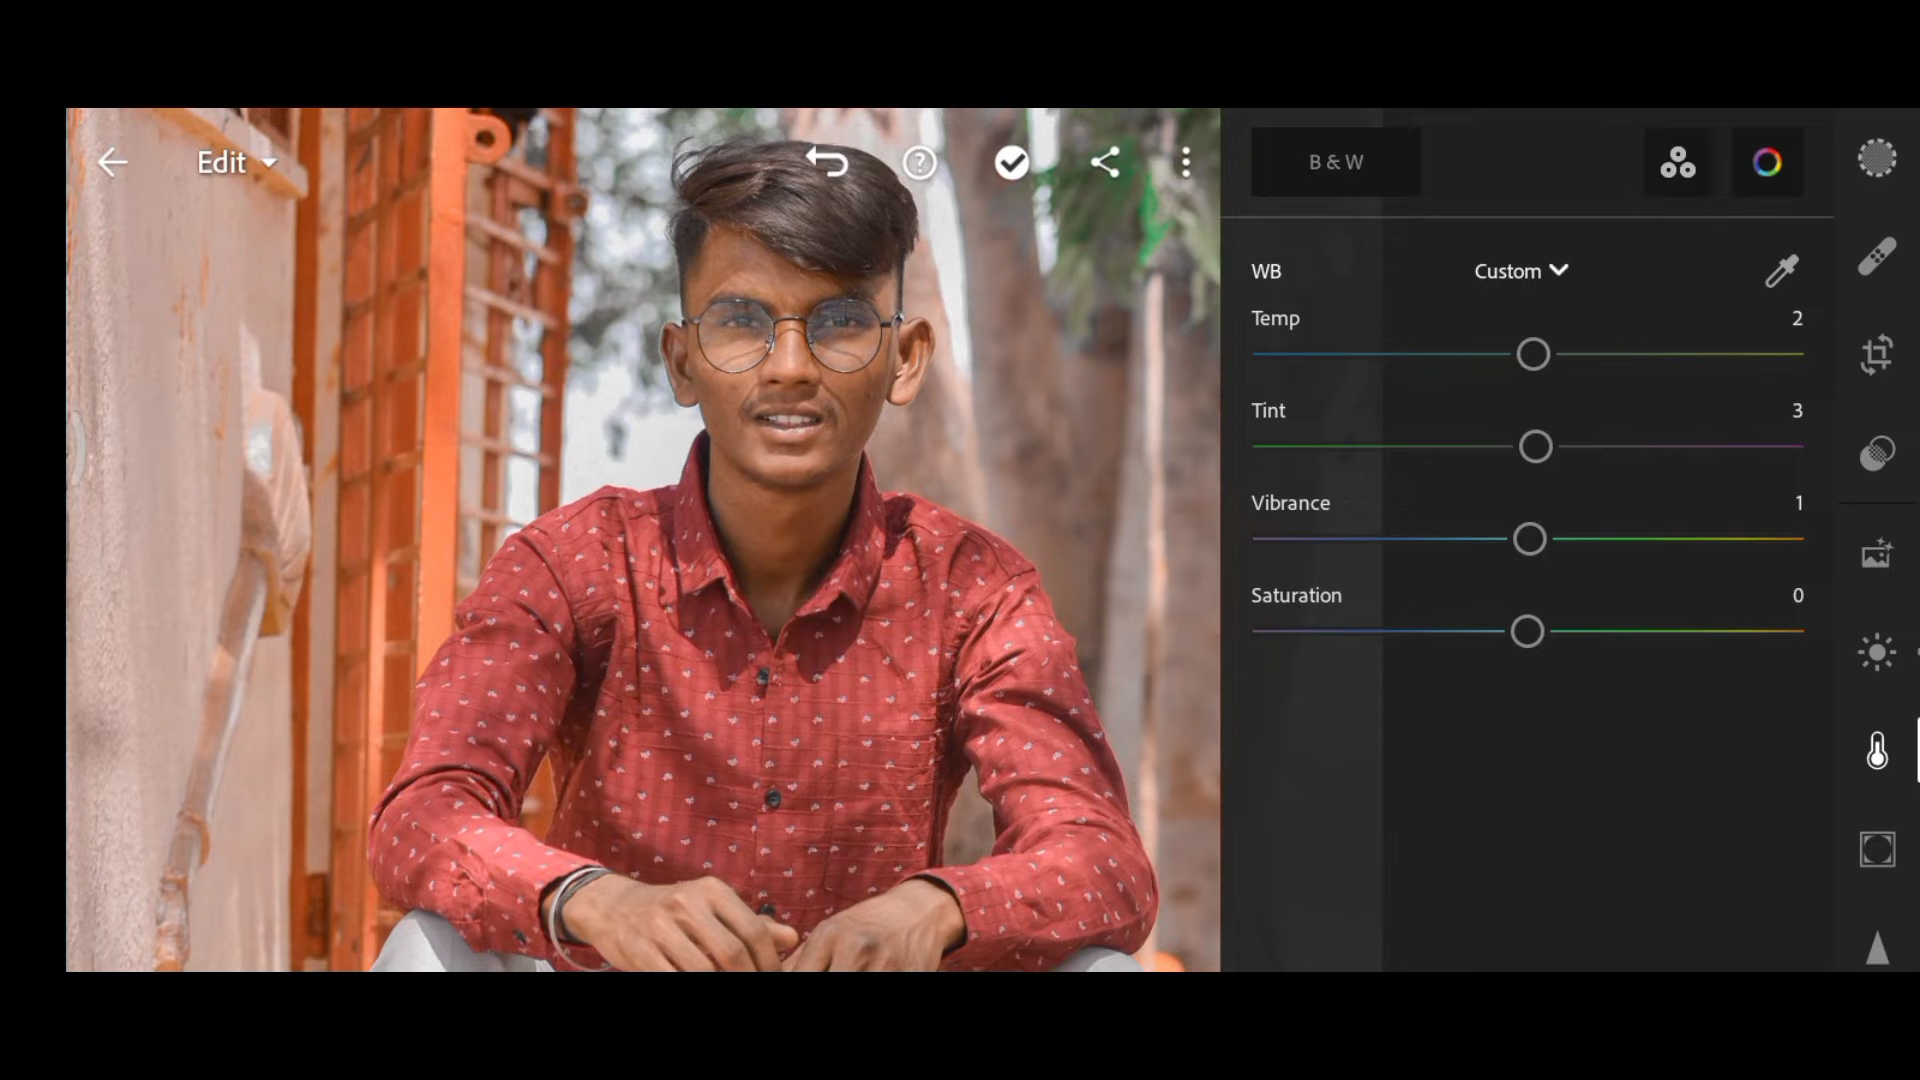 Edit
B & W
WB Custom
Temp 2
Tint 3
Vibrance 1
Saturation 0